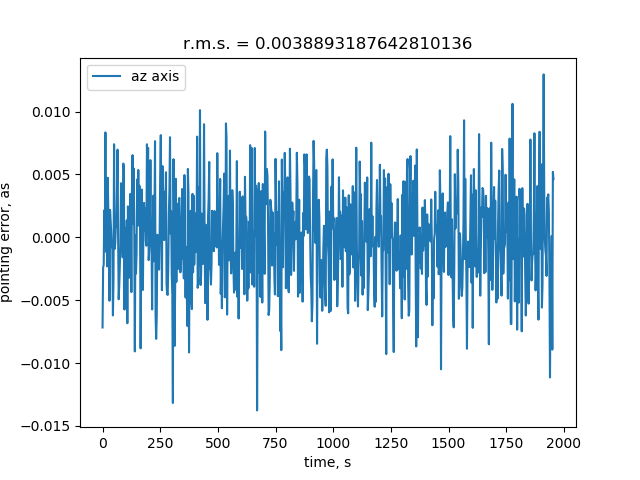 r.m.s. = 0.0038893187642810136
az axis
0.010
0.005
0.000
−0.005
−0.010
−0.015
pointing error, as
0 250 500 750 1000 1250 1500 1750 2000
time, s